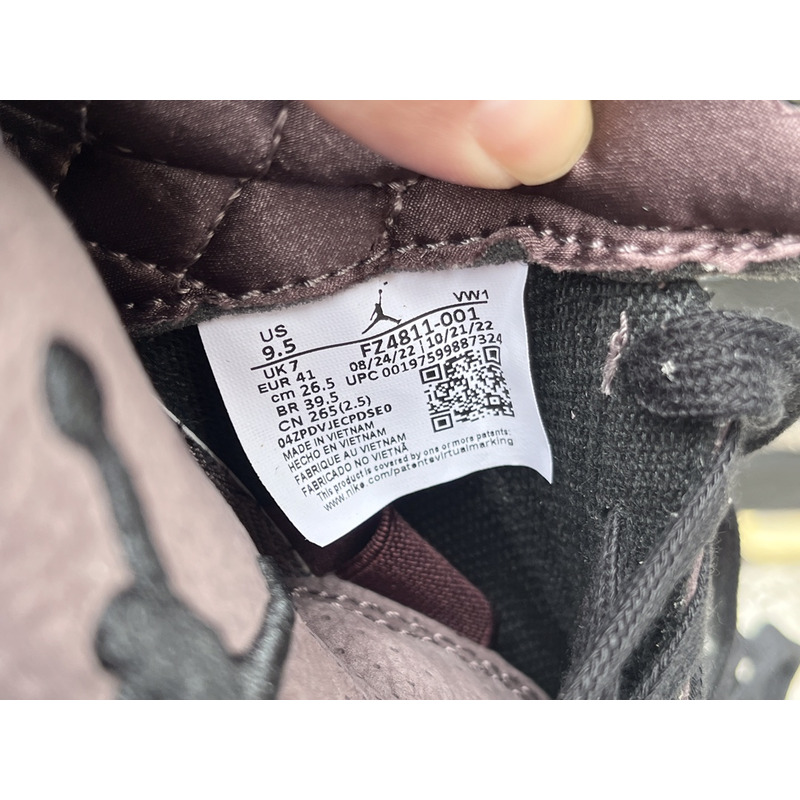 US
9.5
VW1
UK 7
FZ4811-001
EUR 41
08/24/22 | 10/21/22
cm 26.5
UPC 00197599887324
BR 39.5
CN 265(2.5)
04ZPDVJECPDSE0
MADE IN VIETNAM
HECHO EN VIETNAM
FABRIQUE AU VIETNAM
FABRICADO NO VIETNÃ
This product is covered by one or more patents:
www.nike.com/patentsvirtualmarking